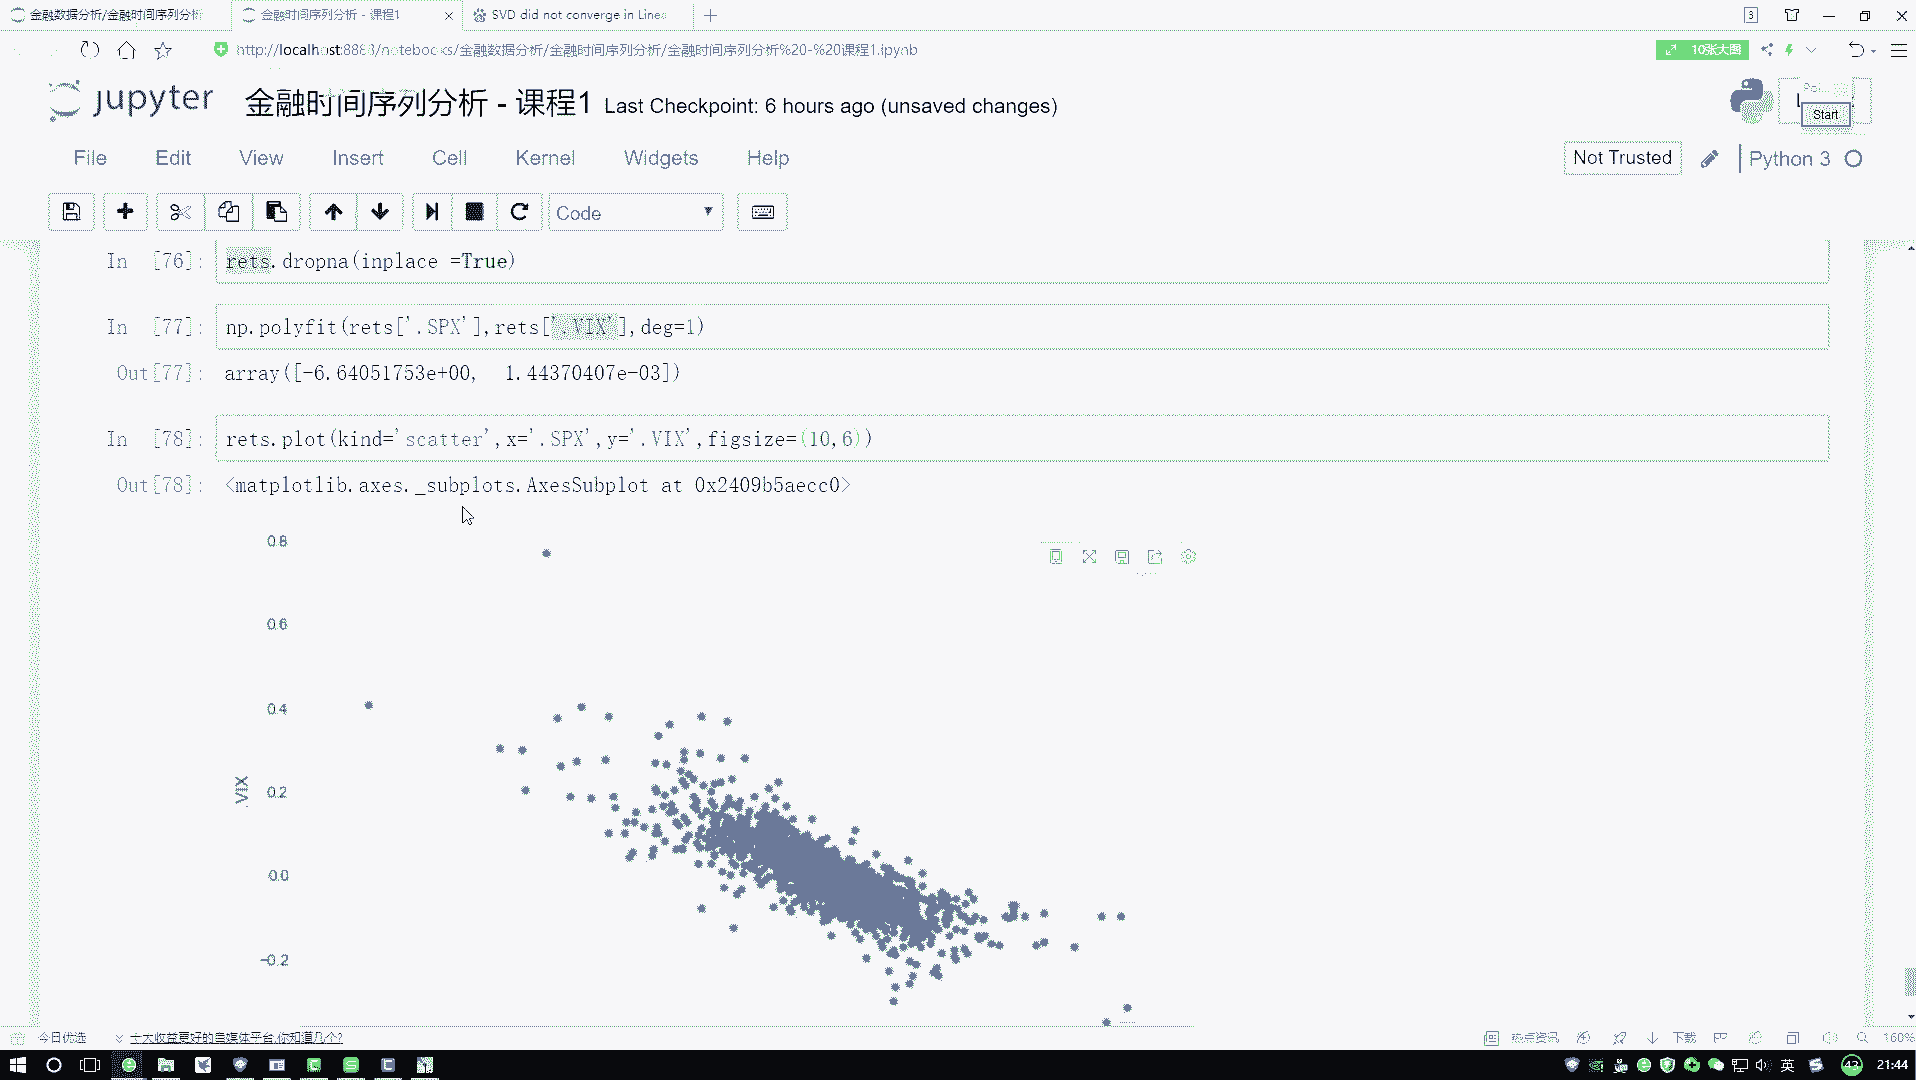 金融数据分析/金融时间序列分析
金融时间序列分析 - 课程1
SVD did not converge in Linea
3
http://localhost:8888/notebooks/金融数据分析/金融时间序列分析/金融时间序列分析%20-%20课程1.ipynb
10张大图
jupyter
金融时间序列分析 - 课程1 Last Checkpoint: 6 hours ago (unsaved changes)
Start
File Edit View Insert Cell Kernel Widgets Help
Not Trusted
Python 3
Code
In [76]: rets.dropna(inplace =True)
In [77]: np.polyfit(rets['.SPX'],rets['.VIX'],deg=1)
Out[77]: array([-6.64051753e+00, 1.44370407e-03])
In [78]: rets.plot(kind='scatter',x='.SPX',y='.VIX',figsize=(10,6))
Out[78]: <matplotlib.axes._subplots.AxesSubplot at 0x2409b5aecc0>
0.8
0.6
0.4
.VIX
0.2
0.0
-0.2
今日优选
十大收益更好的自媒体平台,你知道几个?
热点资讯
下载
160%
英
43
21:44